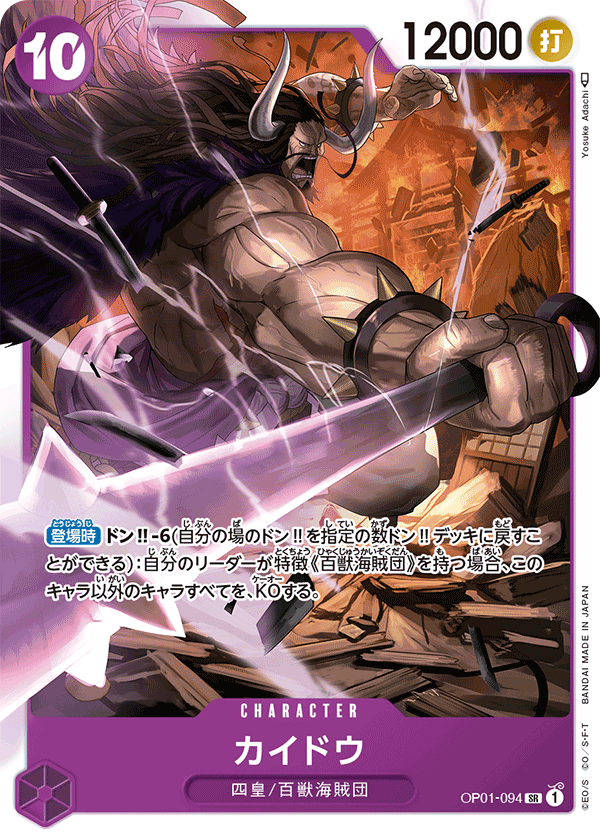 10
12000 打
Yosuke Adachi
登場時 ドン!!-6(自分の場のドン!!を指定の数ドン!!デッキに戻すこ
とができる):自分のリーダーが特徴《百獣海賊団》を持つ場合、この
キャラ以外のキャラすべてを、KOする。
CHARACTER
カイドウ
四皇/百獣海賊団
OP01-094 SR 1
©E.O/S ©O/S・F・T BANDAI MADE IN JAPAN